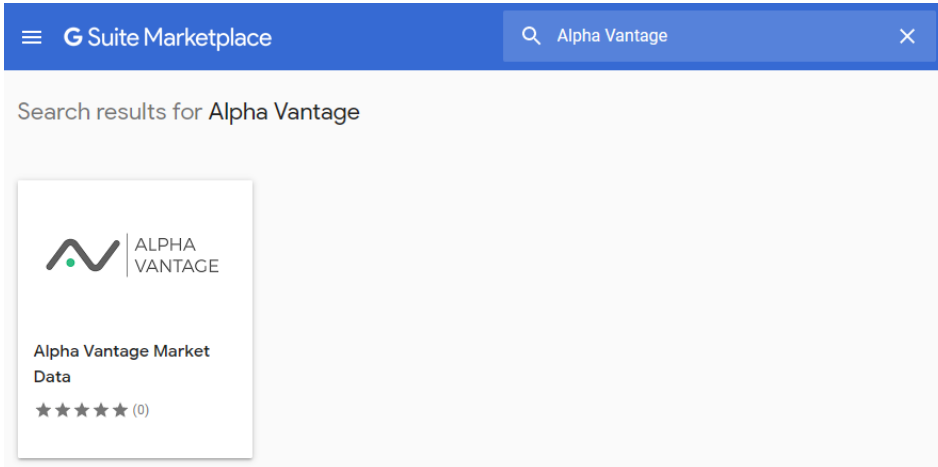 G Suite Marketplace
Alpha Vantage
Search results for Alpha Vantage
ALPHA
VANTAGE
Alpha Vantage Market
Data
(0)